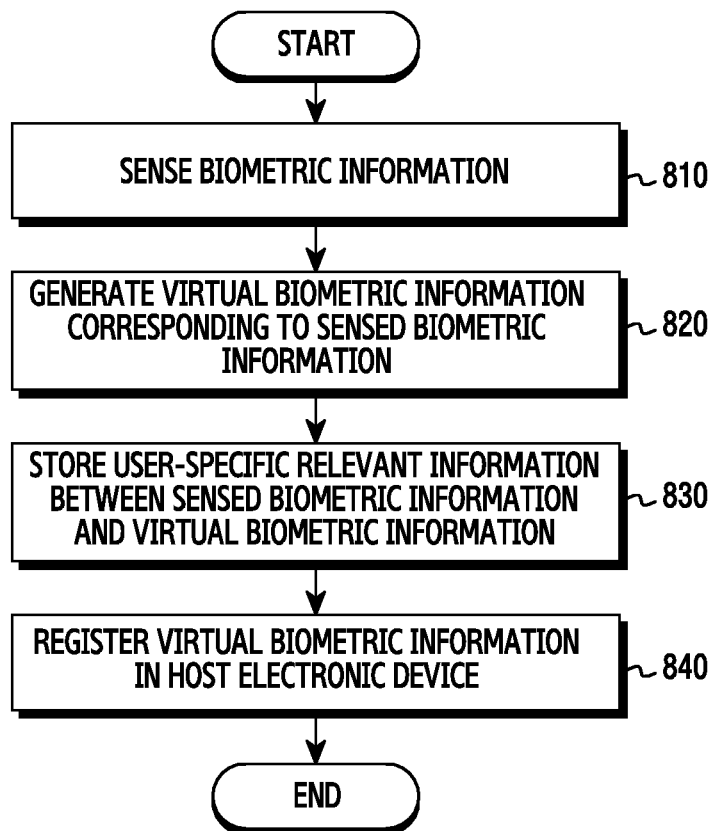 START
SENSE BIOMETRIC INFORMATION
810
GENERATE VIRTUAL BIOMETRIC INFORMATION
CORRESPONDING TO SENSED BIOMETRIC
INFORMATION
820
STORE USER-SPECIFIC RELEVANT INFORMATION
BETWEEN SENSED BIOMETRIC INFORMATION
AND VIRTUAL BIOMETRIC INFORMATION
830
REGISTER VIRTUAL BIOMETRIC INFORMATION
IN HOST ELECTRONIC DEVICE
840
END